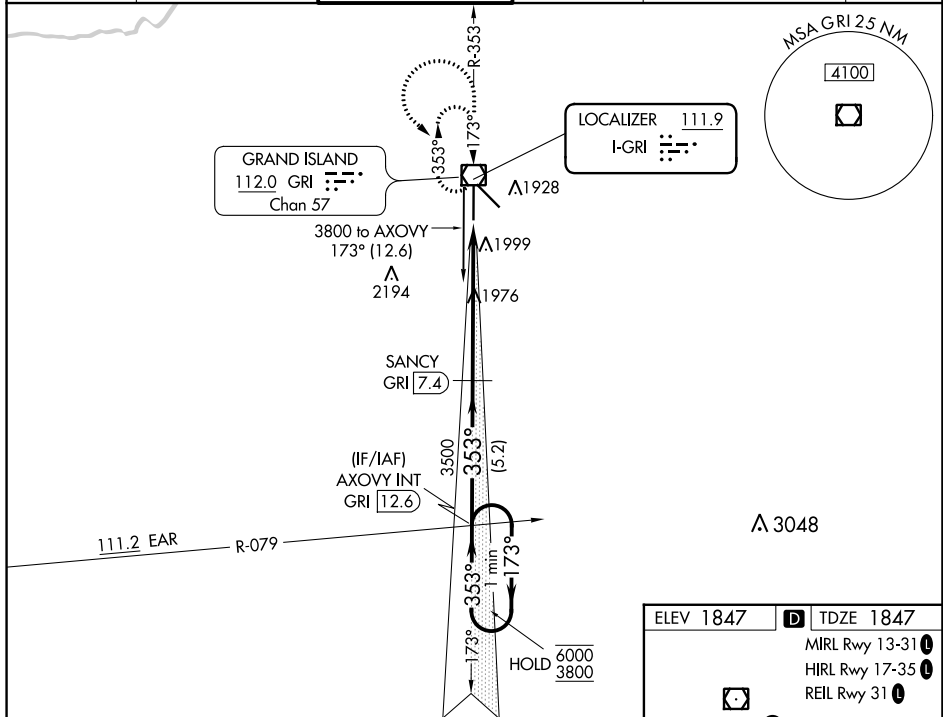 MSA GRI 25 NM
4100
R-353
173°
353°
LOCALIZER 111.9
I-GRI
GRAND ISLAND
112.0 GRI
Chan 57
1928
3800 to AXOVY
173° (12.6)
1999
2194
1976
SANCY
GRI 7.4
3500
353°
(5.2)
(IF/IAF)
AXOVY INT
GRI 12.6
3048
111.2 EAR
R-079
353°
1 min
173°
173°
HOLD 6000
3800
ELEV 1847 D TDZE 1847
MIRL Rwy 13-31 L
HIRL Rwy 17-35 L
REIL Rwy 31 L